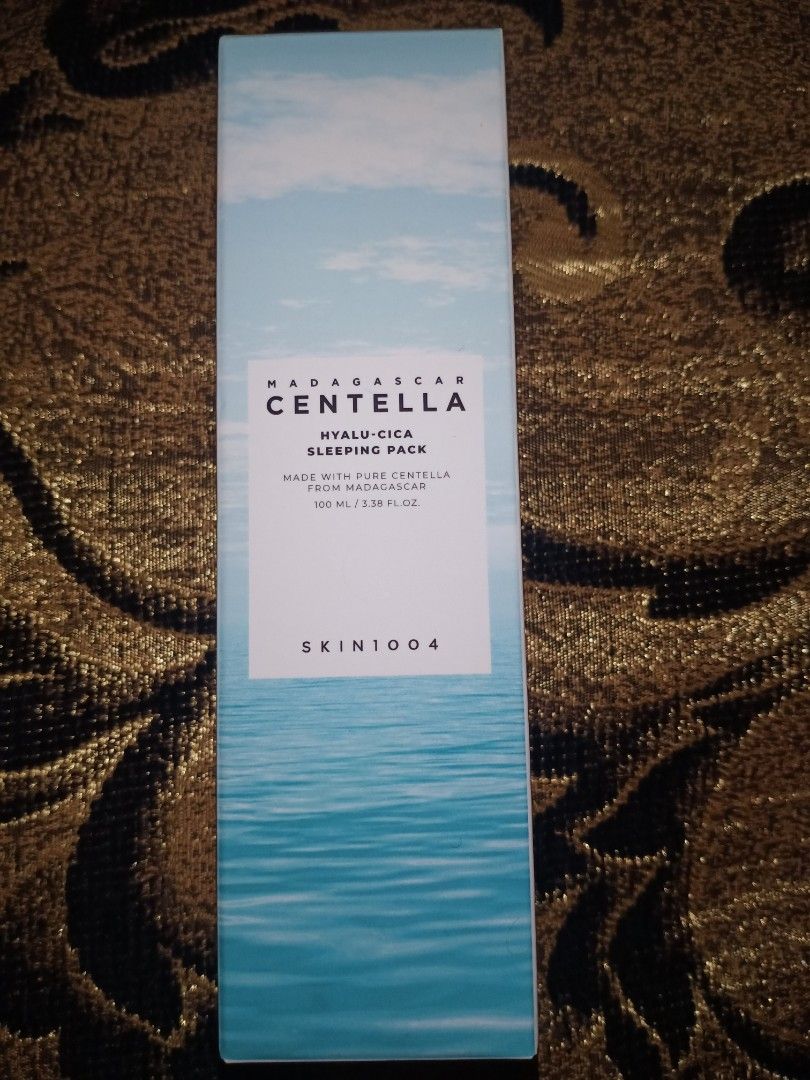 MADAGASCAR
CENTELLA
HYALU-CICA
SLEEPING PACK
MADE WITH PURE CENTELLA
FROM MADAGASCAR
100 ML / 3.38 FL.OZ.
SKIN1004